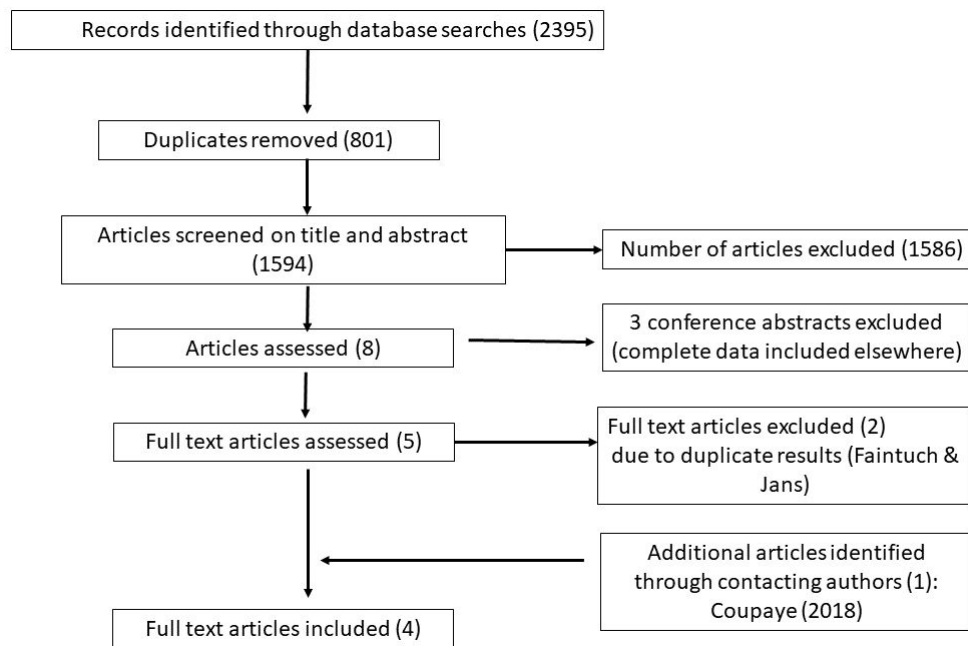 Records identified through database searches (2395)
Duplicates removed (801)
Articles screened on title and abstract
(1594)
Number of articles excluded (1586)
Articles assessed (8)
3 conference abstracts excluded
(complete data included elsewhere)
Full text articles assessed (5)
Full text articles excluded (2)
due to duplicate results (Faintuch &
Jans)
Additional articles identified
through contacting authors (1):
Coupaye (2018)
Full text articles included (4)